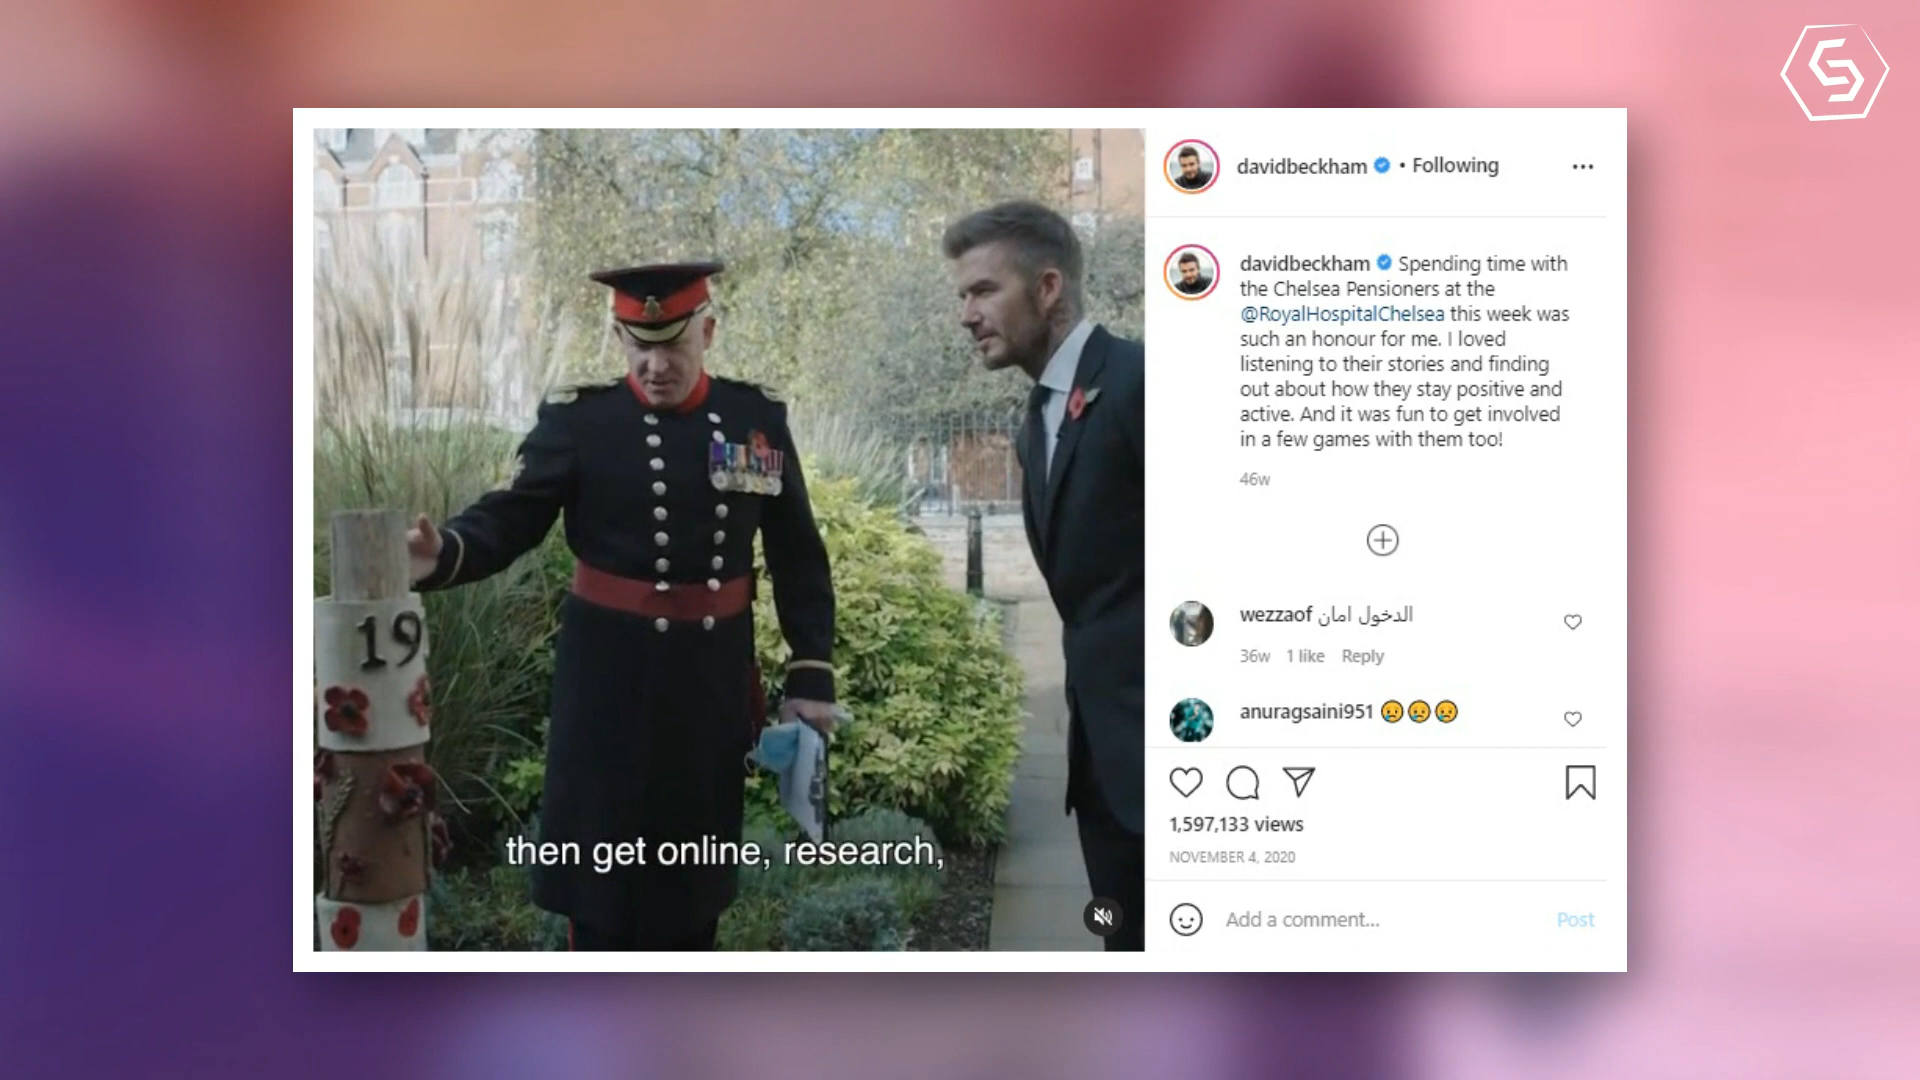 19
then get online, research,
davidbeckham • Following
davidbeckham Spending time with
the Chelsea Pensioners at the
@RoyalHospitalChelsea this week was
such an honour for me. I loved
listening to their stories and finding
out about how they stay positive and
active. And it was fun to get involved
in a few games with them too!
46w
wezzaof الدخول امان
36w 1 like Reply
anuragsaini951 😢😢😢
1,597,133 views
NOVEMBER 4, 2020
Add a comment... Post